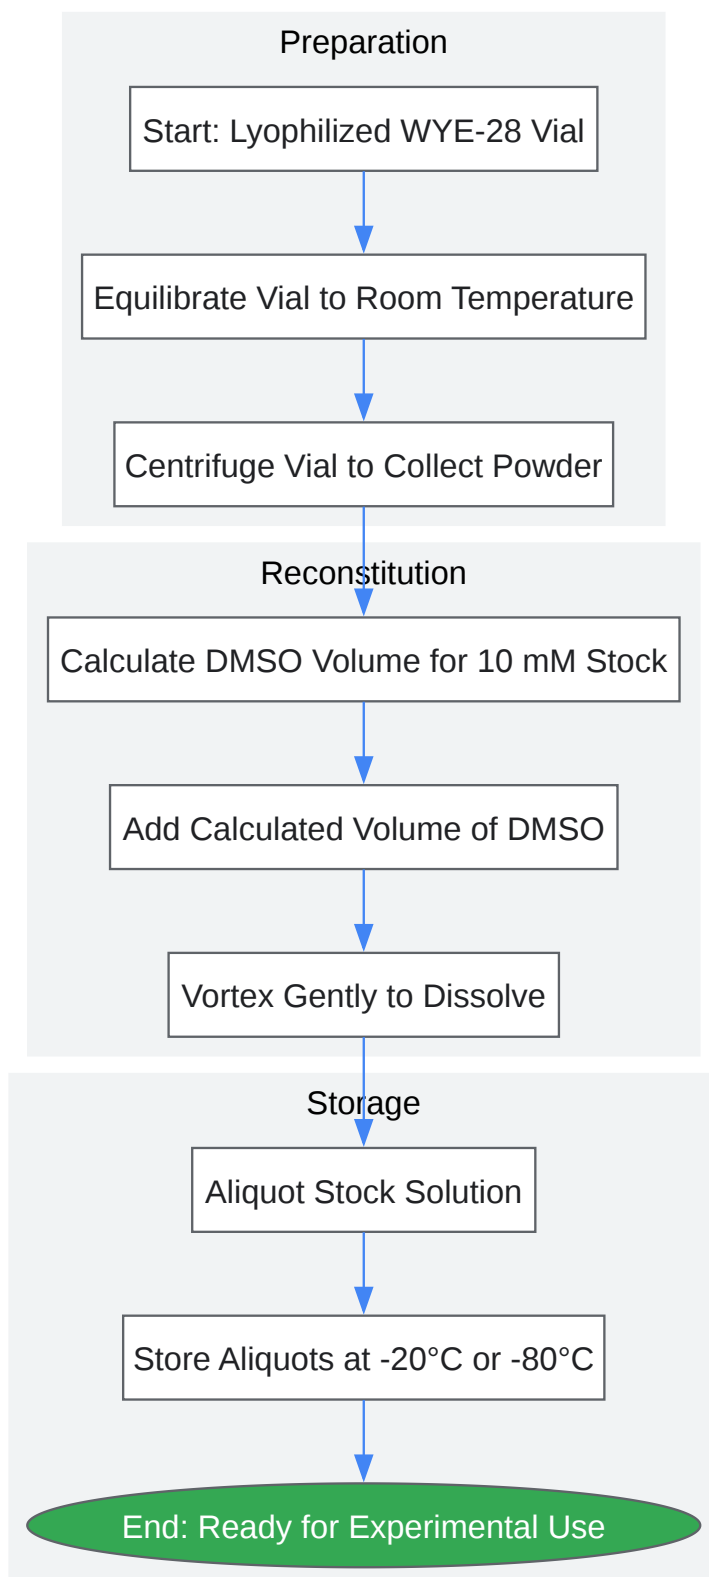 Preparation
Start: Lyophilized WYE-28 Vial
Equilibrate Vial to Room Temperature
Centrifuge Vial to Collect Powder
Reconstitution
Calculate DMSO Volume for 10 mM Stock
Add Calculated Volume of DMSO
Vortex Gently to Dissolve
Storage
Aliquot Stock Solution
Store Aliquots at -20°C or -80°C
End: Ready for Experimental Use